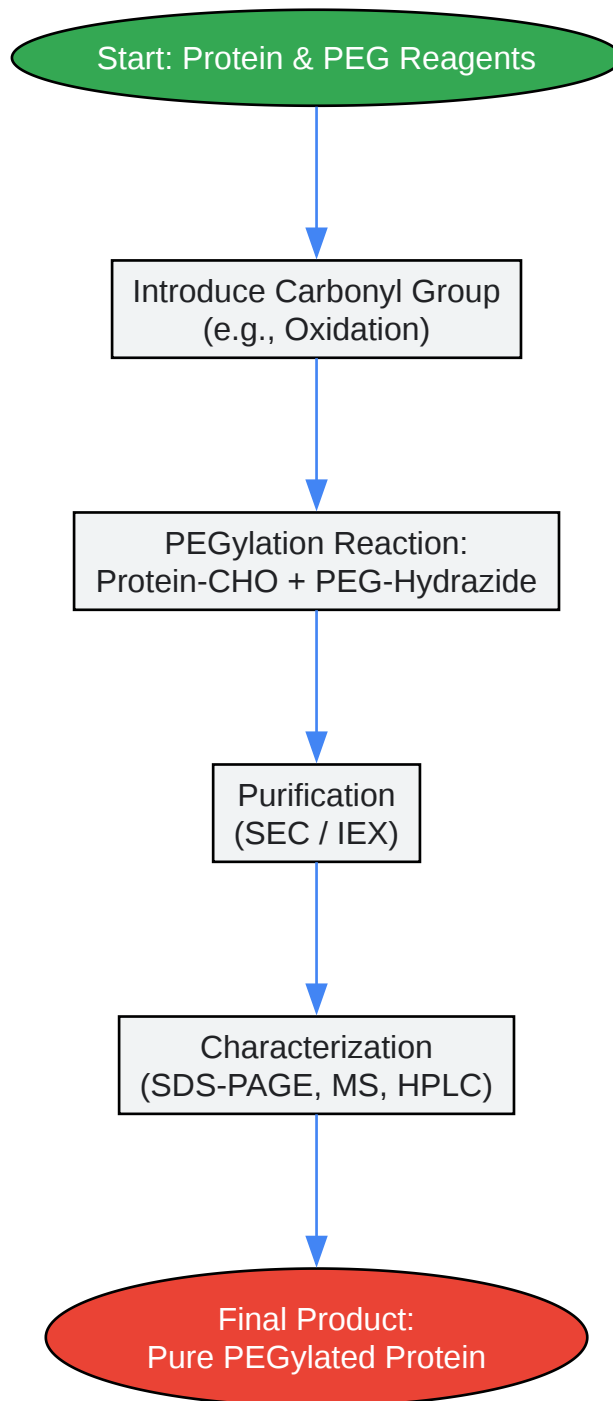 Start: Protein & PEG Reagents
Introduce Carbonyl Group
(e.g., Oxidation)
PEGylation Reaction:
Protein-CHO + PEG-Hydrazide
Purification
(SEC / IEX)
Characterization
(SDS-PAGE, MS, HPLC)
Final Product:
Pure PEGylated Protein